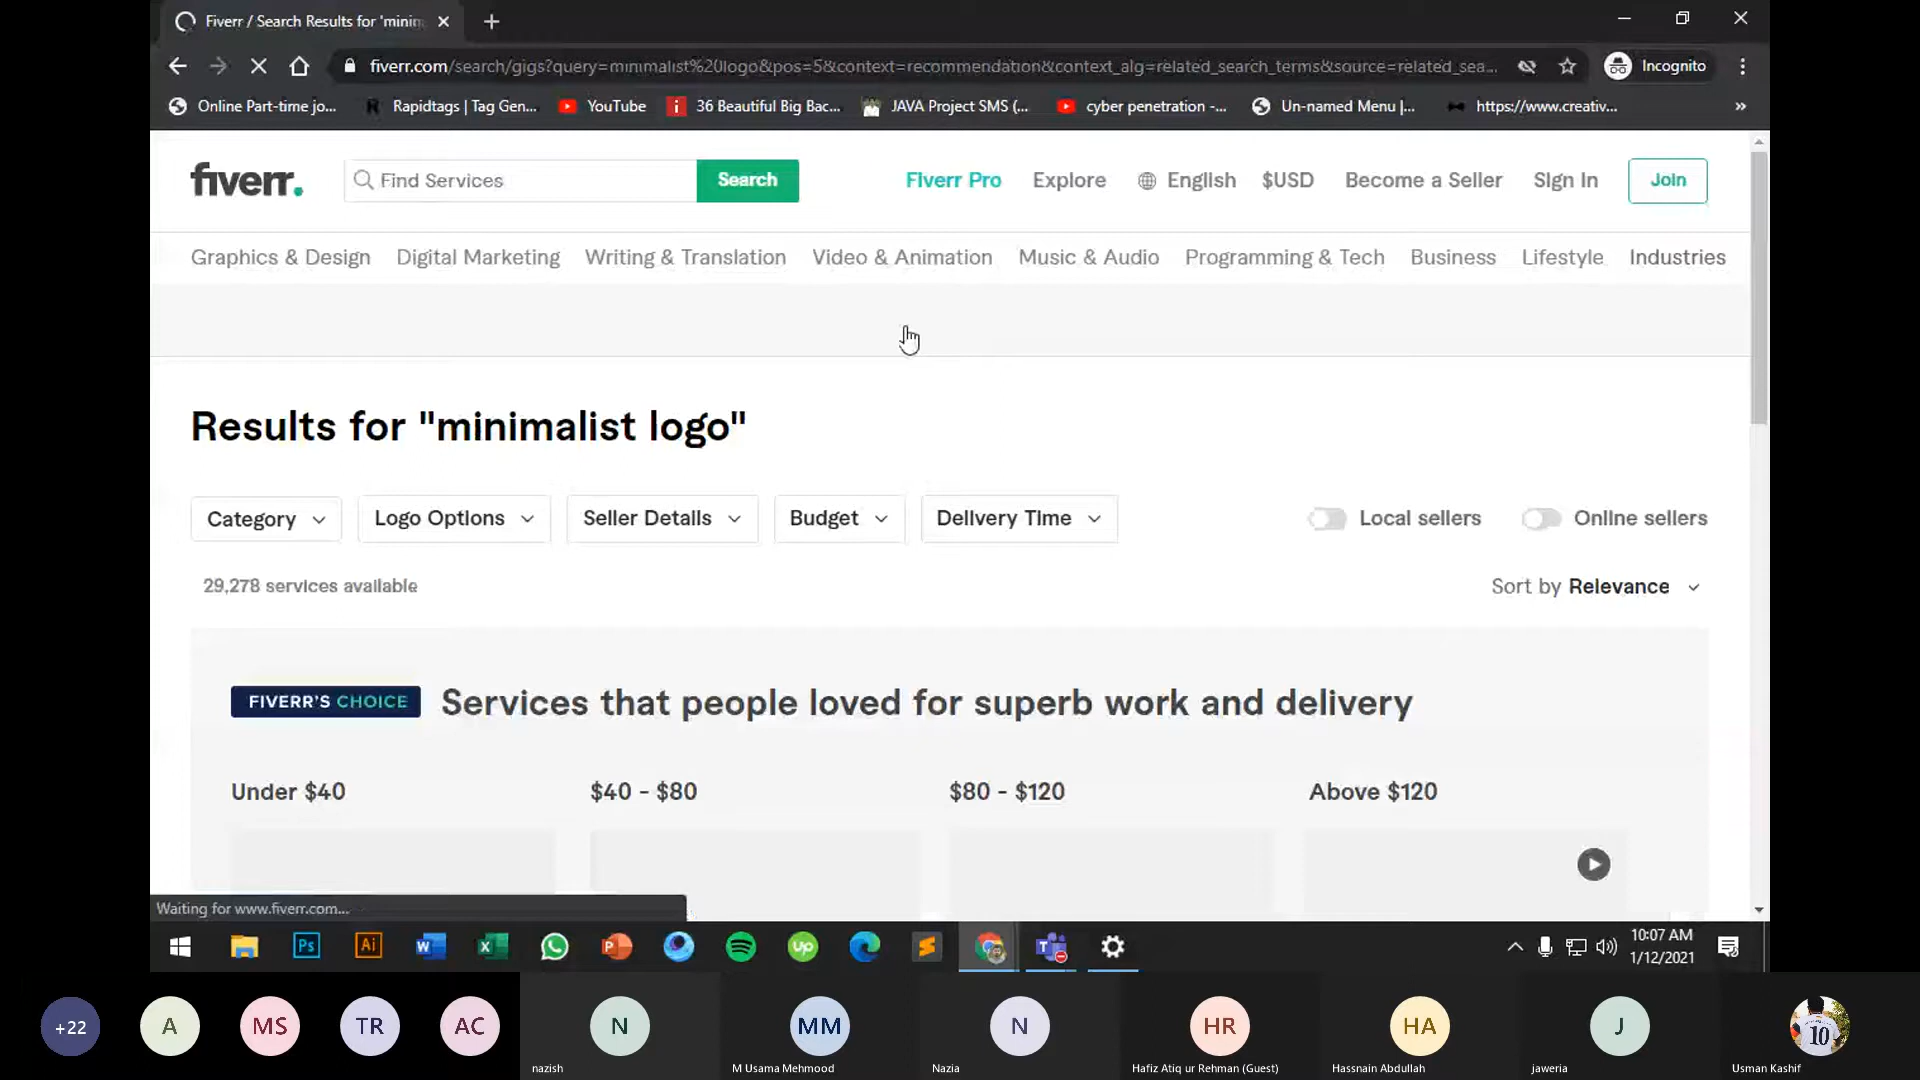 Fiverr / Search Results for 'minim
fiverr.com/search/gigs?query=minimalist%20logo&pos=5&context=recommendation&context_alg=related_search_terms&source=related_sea...
Incognito
Online Part-time jo...
Rapidtags | Tag Gen...
YouTube
36 Beautiful Big Bac...
JAVA Project SMS (...
cyber penetration -...
Un-named Menu |...
https://www.creativ...
»
fiverr.
Find Services
Search
Fiverr Pro
Explore
English
$USD
Become a Seller
Sign In
Join
Graphics & Design
Digital Marketing
Writing & Translation
Video & Animation
Music & Audio
Programming & Tech
Business
Lifestyle
Industries
Results for "minimalist logo"
Category
Logo Options
Seller Details
Budget
Delivery Time
Local sellers
Online sellers
29,278 services available
Sort by Relevance
FIVERR'S CHOICE
Services that people loved for superb work and delivery
Under $40
$40 - $80
$80 - $120
Above $120
Waiting for www.fiverr.com...
Ps
Ai
W
X
P
up
S
T
10:07 AM
1/12/2021
+22
A
MS
TR
AC
N
MM
N
HR
HA
J
10
nazish
M Usama Mehmood
Nazia
Hafiz Atiq ur Rehman (Guest)
Hassnain Abdullah
jaweria
Usman Kashif